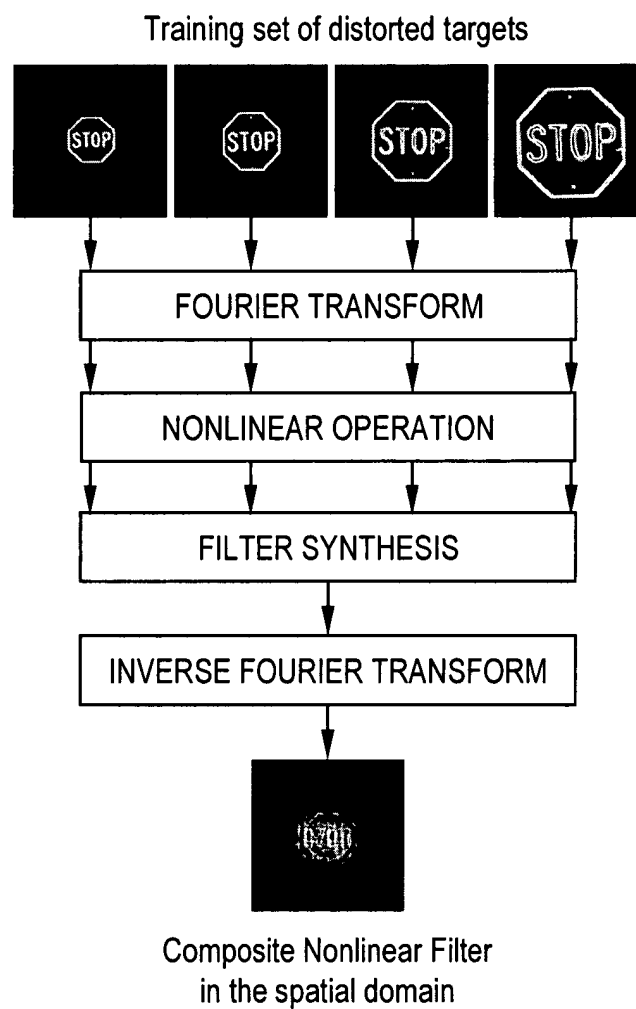 Training set of distorted targets
STOP STOP STOP STOP
FOURIER TRANSFORM
NONLINEAR OPERATION
FILTER SYNTHESIS
INVERSE FOURIER TRANSFORM
Composite Nonlinear Filter
in the spatial domain